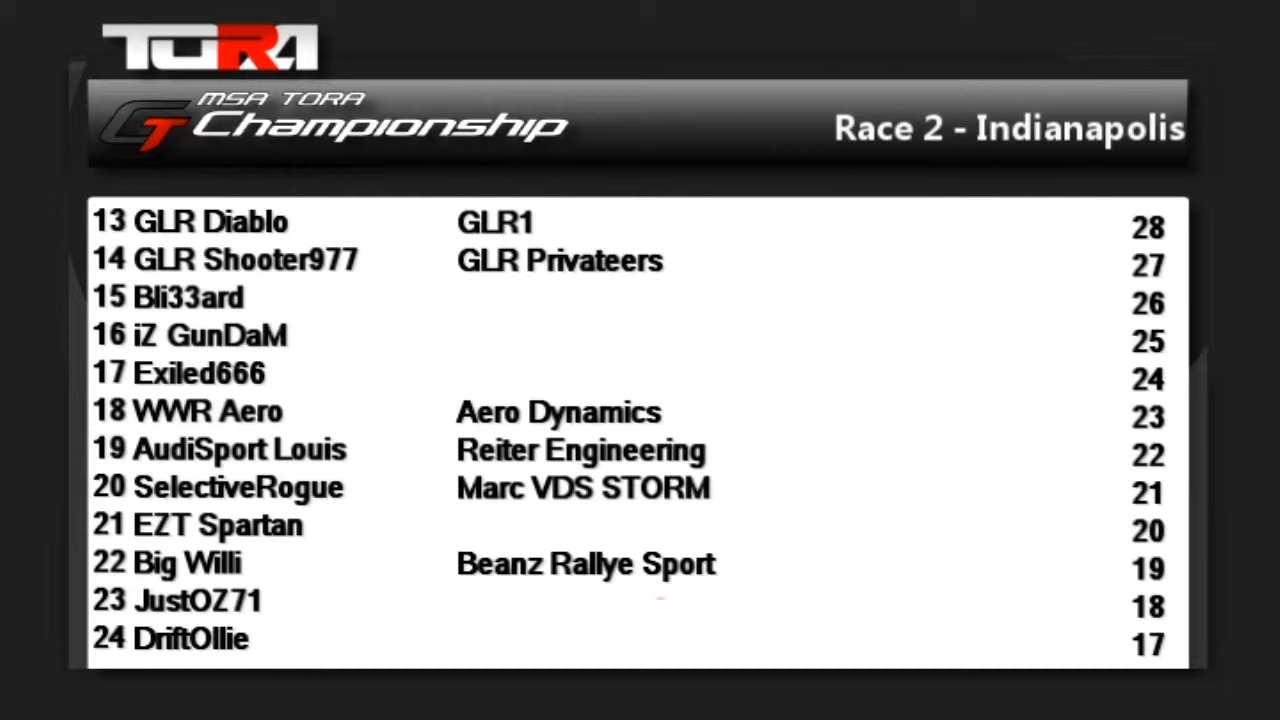 TORA
GT MSA TORA
Championship
Race 2 - Indianapolis
13 GLR Diablo GLR1 28
14 GLR Shooter977 GLR Privateers 27
15 Bli33ard 26
16 iZ GunDaM 25
17 Exiled666 24
18 WWR Aero Aero Dynamics 23
19 AudiSport Louis Reiter Engineering 22
20 SelectiveRogue Marc VDS STORM 21
21 EZT Spartan 20
22 Big Willi Beanz Rallye Sport 19
23 JustOZ71 18
24 DriftOllie 17